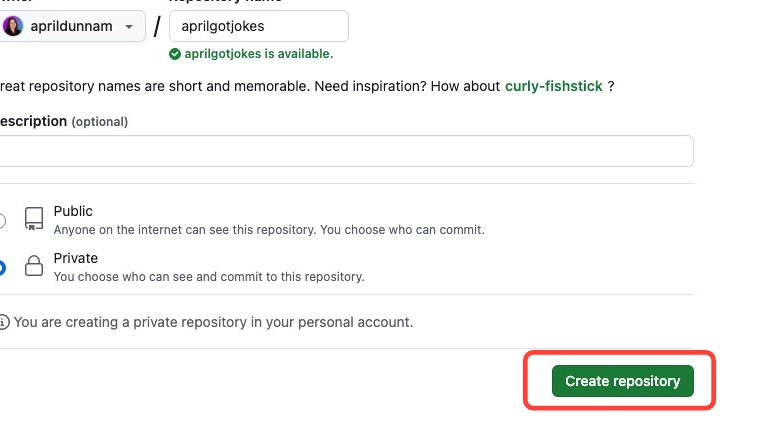 Repository name
aprildunnam / aprilgotjokes
aprilgotjokes is available.
reat repository names are short and memorable. Need inspiration? How about curly-fishstick ?
escription (optional)
Public
Anyone on the internet can see this repository. You choose who can commit.
Private
You choose who can see and commit to this repository.
You are creating a private repository in your personal account.
Create repository